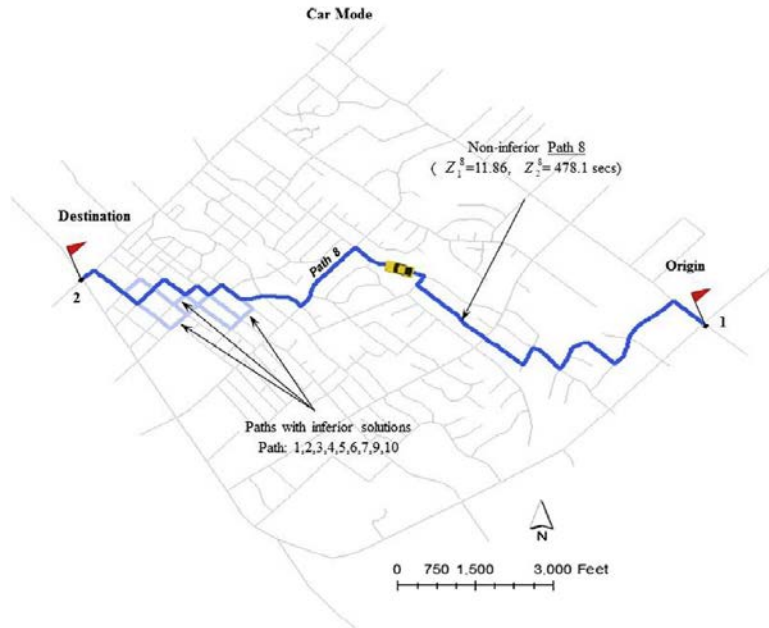 Car Mode
Non-inferior Path 8
( Z₁⁸=11.86, Z₂⁸= 478.1 secs)
Destination
Path 8
Origin
2
1
Paths with inferior solutions
Path: 1,2,3,4,5,6,7,9,10
N
0 750 1,500 3,000 Feet